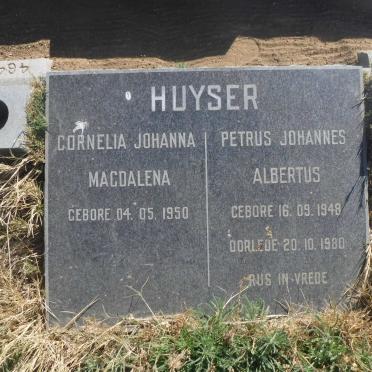 HUYSER
CORNELIA JOHANNA
MAGDALENA
GEBORE 04. 05. 1950
PETRUS JOHANNES
ALBERTUS
GEBORE 16. 09. 1948
OORLEDE 20. 10. 1980
RUS IN VREDE